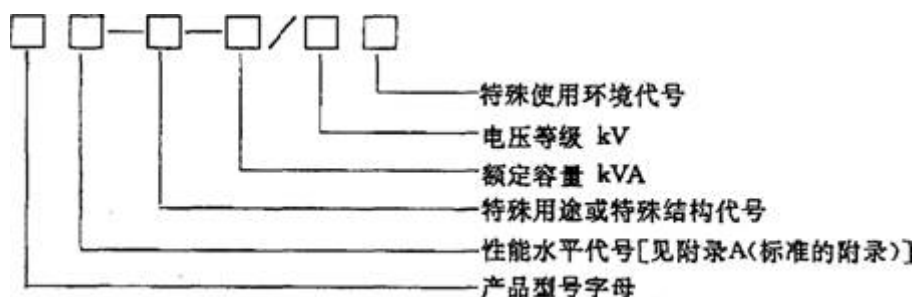 特殊使用环境代号
电压等级 kV
额定容量 kVA
特殊用途或特殊结构代号
性能水平代号[见附录A(标准的附录)]
产品型号字母